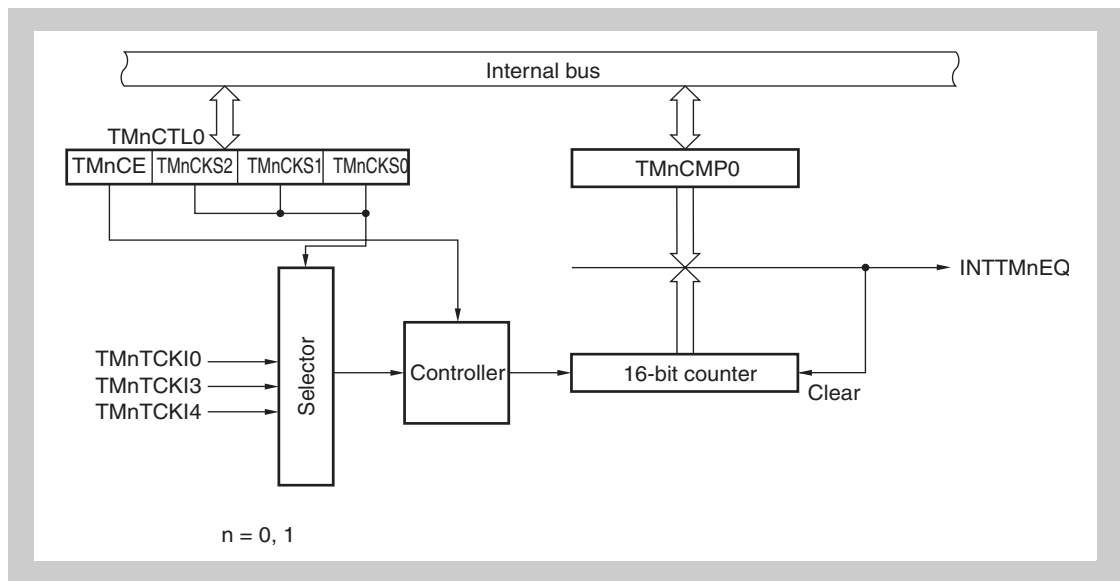 Internal bus
TMnCTL0
TMnCE TMnCKS2 TMnCKS1 TMnCKS0
TMnCMP0
INTTMnEQ
Selector
TMnTCKI0
TMnTCKI3
TMnTCKI4
Controller
16-bit counter
Clear
n = 0, 1